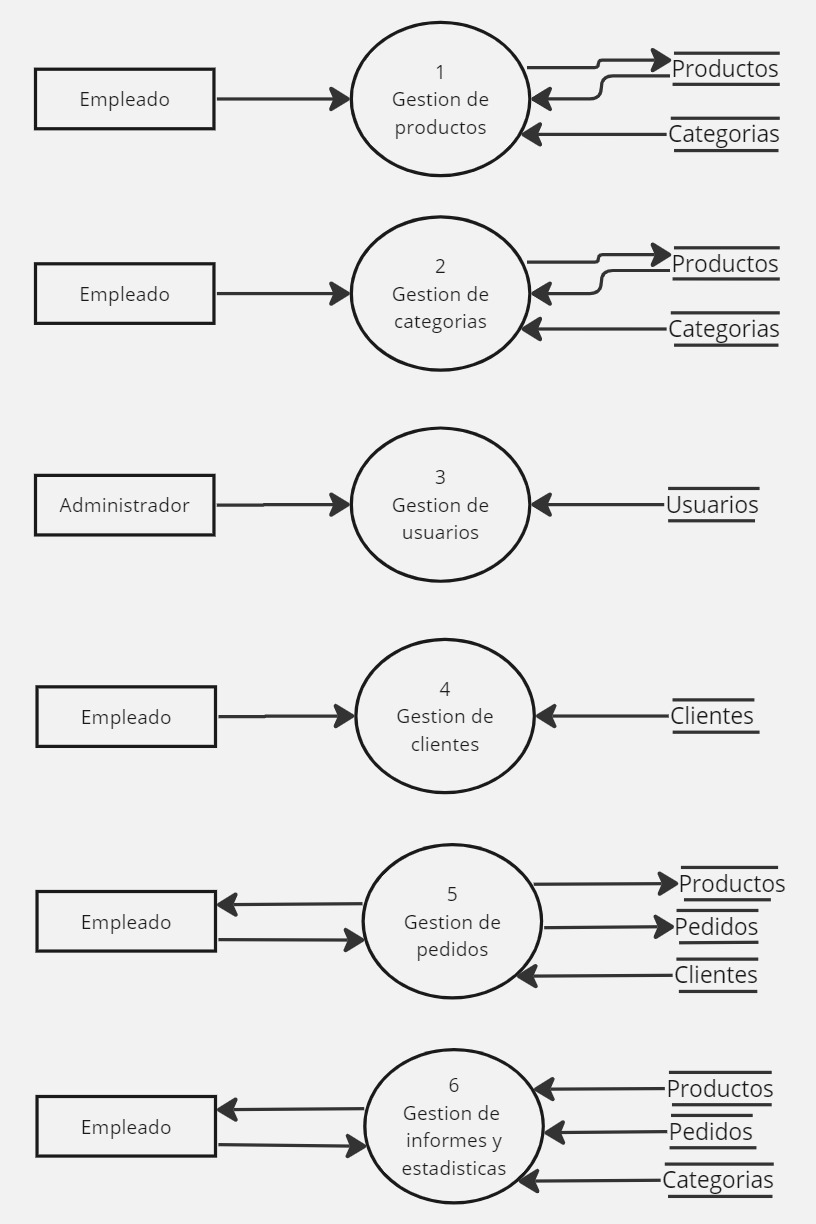 Empleado
1
Gestion de
productos
Productos
Categorias
Empleado
2
Gestion de
categorias
Productos
Categorias
Administrador
3
Gestion de
usuarios
Usuarios
Empleado
4
Gestion de
clientes
Clientes
Empleado
5
Gestion de
pedidos
Productos
Pedidos
Clientes
Empleado
6
Gestion de
informes y
estadisticas
Productos
Pedidos
Categorias